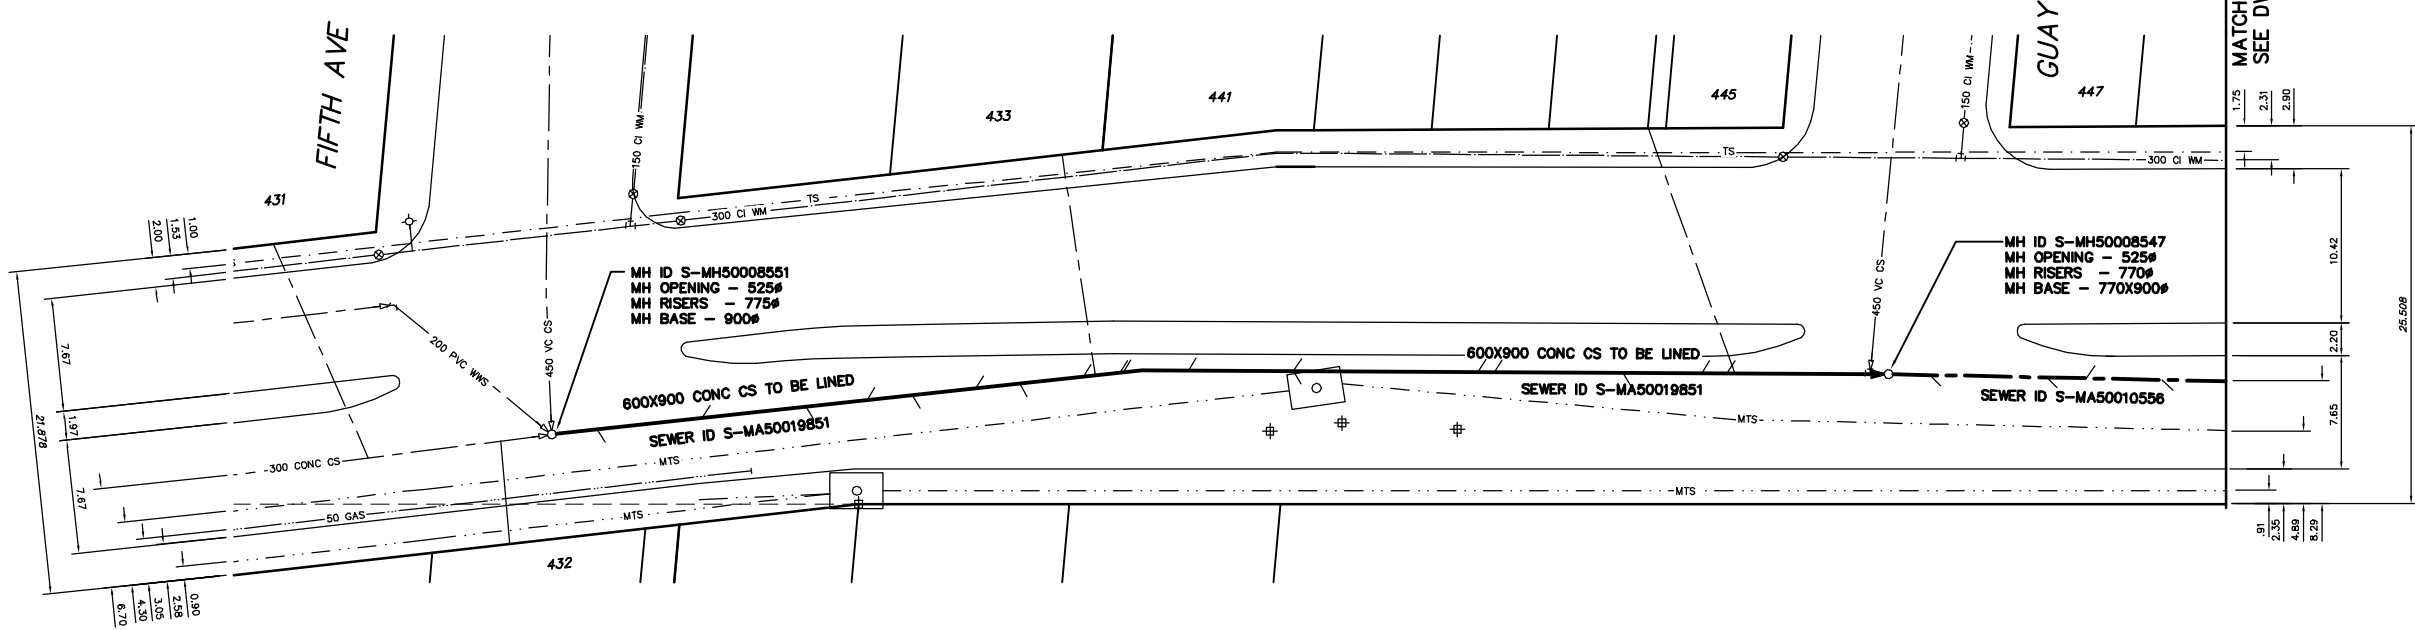 FIFTH AVE
GUAY
MATCH
SEE DW
431
433
441
445
447
432
150 CI WM
150 CI WM
TS
300 CI WM
TS
300 CI WM
MH ID S-MH50008551
MH OPENING - 525ø
MH RISERS - 775ø
MH BASE - 900ø
MH ID S-MH50008547
MH OPENING - 525ø
MH RISERS - 770ø
MH BASE - 770X900ø
200 PVC WWS
450 VC CS
450 VC CS
600X900 CONC CS TO BE LINED
SEWER ID S-MA50019851
600X900 CONC CS TO BE LINED
SEWER ID S-MA50019851
SEWER ID S-MA50010556
300 CONC CS
MTS
MTS
MTS
MTS
50 GAS
2.00
1.53
1.00
7.67
1.97
7.67
21.878
6.70
4.30
3.05
2.58
0.90
1.75
2.31
2.90
10.42
2.20
7.65
25.508
.91
2.35
4.89
8.29